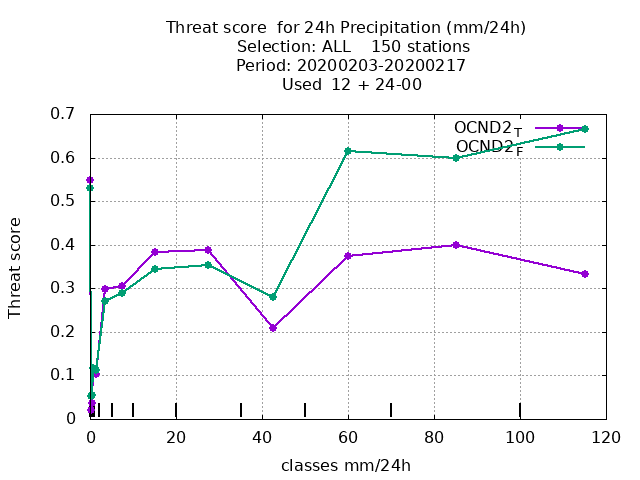 Threat score  for 24h Precipitation (mm/24h)
Selection: ALL    150 stations
Period: 20200203-20200217
Used  12 + 24-00
OCND2T
OCND2F
0.7
0.6
0.5
0.4
0.3
0.2
0.1
0
Threat score
0 20 40 60 80 100 120
classes mm/24h